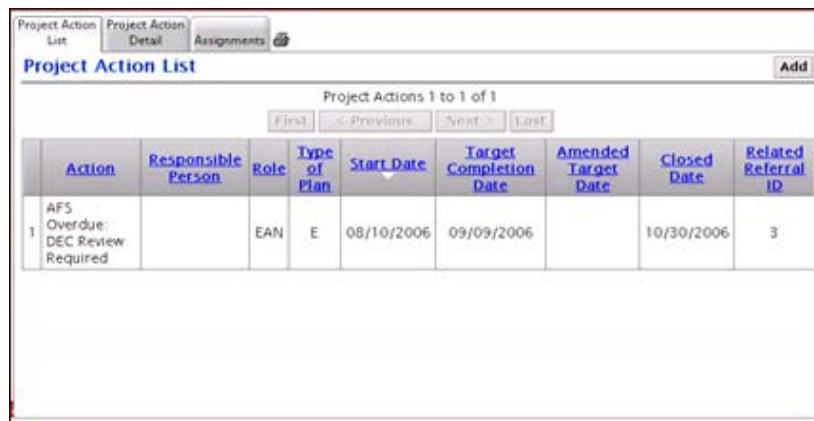 Project Action List
Project Action Detail
Assignments
Project Action List
Add
Project Actions 1 to 1 of 1
First
< Previous
Next >
Last
Action
Responsible Person
Role
Type of Plan
Start Date
Target Completion Date
Amended Target Date
Closed Date
Related Referral ID
1
AFS
Overdue:
DEC Review
Required
EAN
E
08/10/2006
09/09/2006
10/30/2006
3